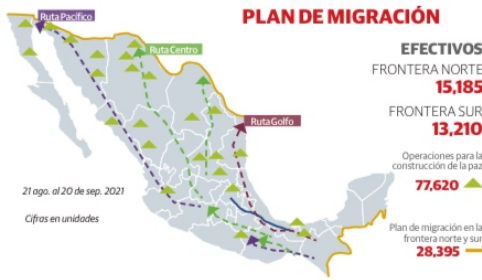 PLAN DE MIGRACIÓN
Ruta Pacífico
Ruta Centro
Ruta Golfo
EFECTIVOS
FRONTERA NORTE
15,185
FRONTERA SUR
13,210
Operaciones para la
construcción de la paz
77,620
Plan de migración en la
frontera norte y sur
28,395
21 ago. al 20 de sep. 2021
Cifras en unidades